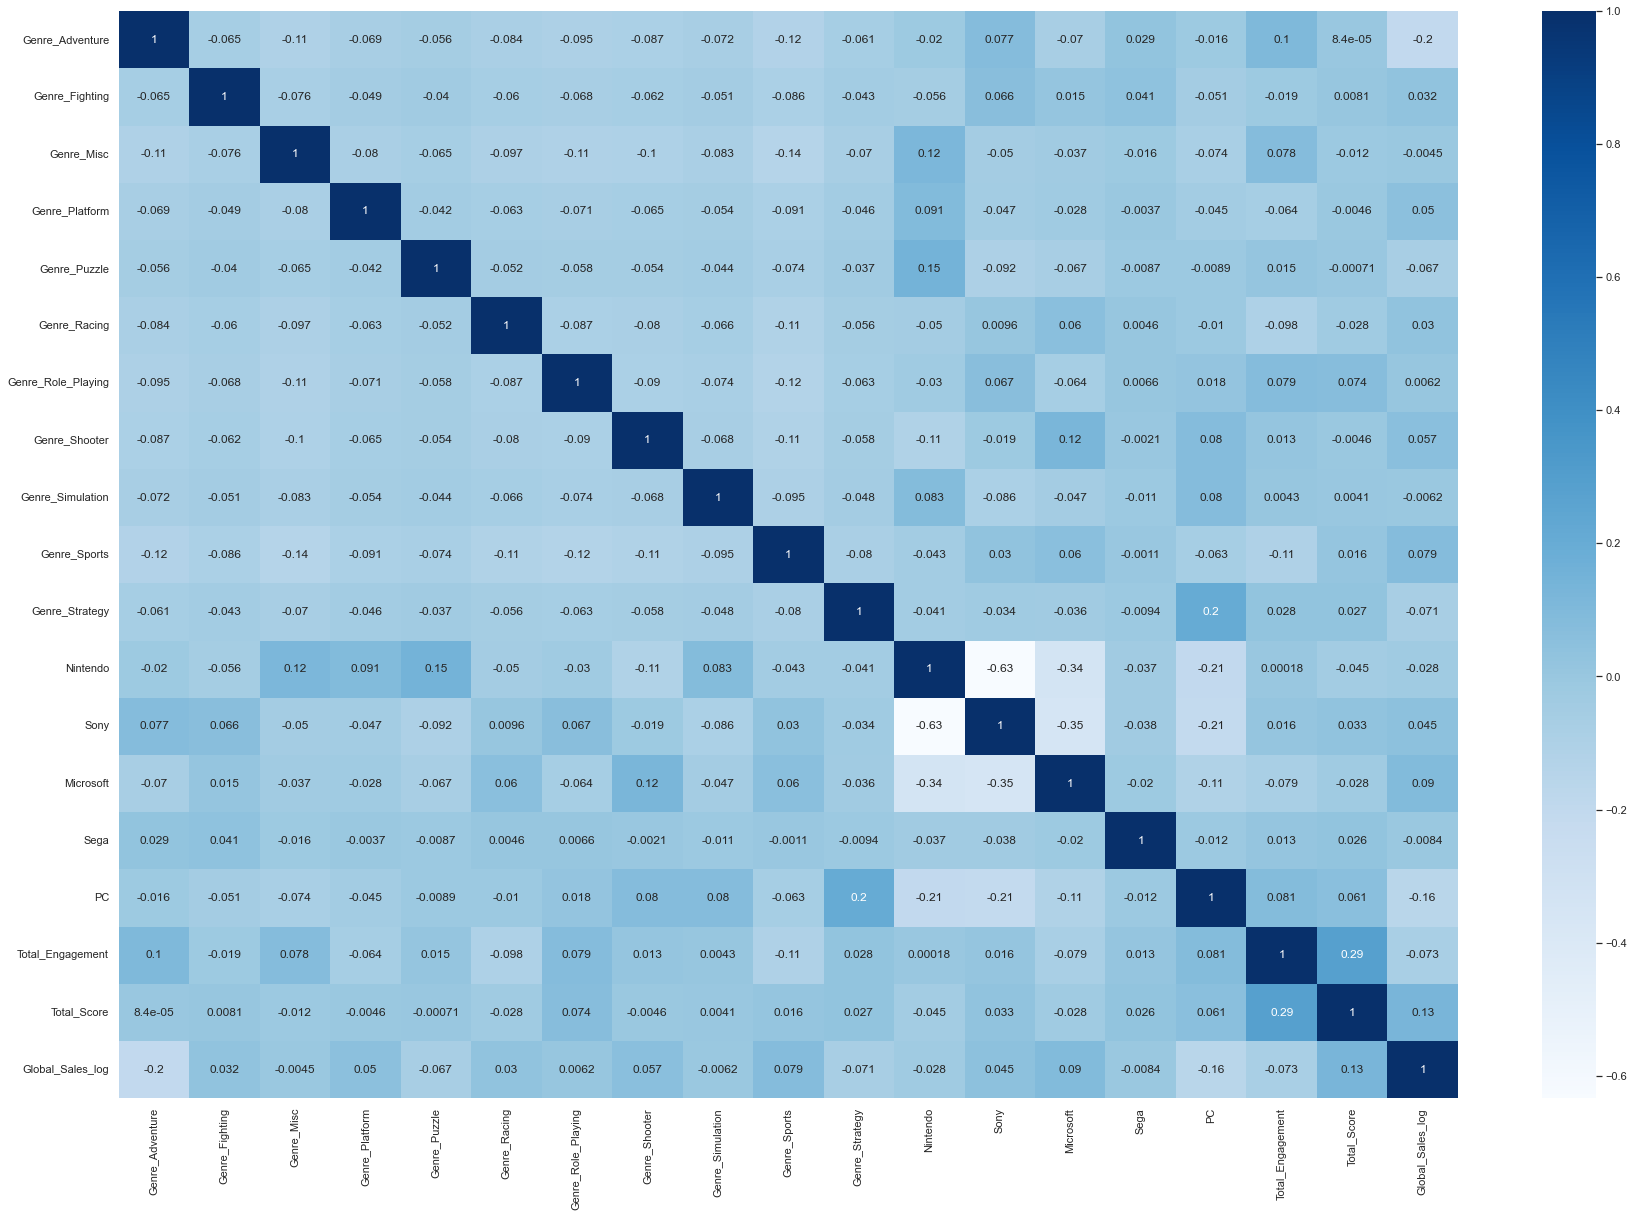 Genre_Adventure 1 -0.065 -0.11 -0.069 -0.056 -0.084 -0.095 -0.087 -0.072 -0.12 -0.061 -0.02 0.077 -0.07 0.029 -0.016 0.1 8.4e-05 -0.2
Genre_Fighting -0.065 1 -0.076 -0.049 -0.04 -0.06 -0.068 -0.062 -0.051 -0.086 -0.043 -0.056 0.066 0.015 0.041 -0.051 -0.019 0.0081 0.032
Genre_Misc -0.11 -0.076 1 -0.08 -0.065 -0.097 -0.11 -0.1 -0.083 -0.14 -0.07 0.12 -0.05 -0.037 -0.016 -0.074 0.078 -0.012 -0.0045
Genre_Platform -0.069 -0.049 -0.08 1 -0.042 -0.063 -0.071 -0.065 -0.054 -0.091 -0.046 0.091 -0.047 -0.028 -0.0037 -0.045 -0.064 -0.0046 0.05
Genre_Puzzle -0.056 -0.04 -0.065 -0.042 1 -0.052 -0.058 -0.054 -0.044 -0.074 -0.037 0.15 -0.092 -0.067 -0.0087 -0.0089 0.015 -0.00071 -0.067
Genre_Racing -0.084 -0.06 -0.097 -0.063 -0.052 1 -0.087 -0.08 -0.066 -0.11 -0.056 -0.05 0.0096 0.06 0.0046 -0.01 -0.098 -0.028 0.03
Genre_Role_Playing -0.095 -0.068 -0.11 -0.071 -0.058 -0.087 1 -0.09 -0.074 -0.12 -0.063 -0.03 0.067 -0.064 0.0066 0.018 0.079 0.074 0.0062
Genre_Shooter -0.087 -0.062 -0.1 -0.065 -0.054 -0.08 -0.09 1 -0.068 -0.11 -0.058 -0.11 -0.019 0.12 -0.0021 0.08 0.013 -0.0046 0.057
Genre_Simulation -0.072 -0.051 -0.083 -0.054 -0.044 -0.066 -0.074 -0.068 1 -0.095 -0.048 0.083 -0.086 -0.047 -0.011 0.08 0.0043 0.0041 -0.0062
Genre_Sports -0.12 -0.086 -0.14 -0.091 -0.074 -0.11 -0.12 -0.11 -0.095 1 -0.08 -0.043 0.03 0.06 -0.0011 -0.063 -0.11 0.016 0.079
Genre_Strategy -0.061 -0.043 -0.07 -0.046 -0.037 -0.056 -0.063 -0.058 -0.048 -0.08 1 -0.041 -0.034 -0.036 -0.0094 0.2 0.028 0.027 -0.071
Nintendo -0.02 -0.056 0.12 0.091 0.15 -0.05 -0.03 -0.11 0.083 -0.043 -0.041 1 -0.63 -0.34 -0.037 -0.21 0.00018 -0.045 -0.028
Sony 0.077 0.066 -0.05 -0.047 -0.092 0.0096 0.067 -0.019 -0.086 0.03 -0.034 -0.63 1 -0.35 -0.038 -0.21 0.016 0.033 0.045
Microsoft -0.07 0.015 -0.037 -0.028 -0.067 0.06 -0.064 0.12 -0.047 0.06 -0.036 -0.34 -0.35 1 -0.02 -0.11 -0.079 -0.028 0.09
Sega 0.029 0.041 -0.016 -0.0037 -0.0087 0.0046 0.0066 -0.0021 -0.011 -0.0011 -0.0094 -0.037 -0.038 -0.02 1 -0.012 0.013 0.026 -0.0084
PC -0.016 -0.051 -0.074 -0.045 -0.0089 -0.01 0.018 0.08 0.08 -0.063 0.2 -0.21 -0.21 -0.11 -0.012 1 0.081 0.061 -0.16
Total_Engagement 0.1 -0.019 0.078 -0.064 0.015 -0.098 0.079 0.013 0.0043 -0.11 0.028 0.00018 0.016 -0.079 0.013 0.081 1 0.29 -0.073
Total_Score 8.4e-05 0.0081 -0.012 -0.0046 -0.00071 -0.028 0.074 -0.0046 0.0041 0.016 0.027 -0.045 0.033 -0.028 0.026 0.061 0.29 1 0.13
Global_Sales_log -0.2 0.032 -0.0045 0.05 -0.067 0.03 0.0062 0.057 -0.0062 0.079 -0.071 -0.028 0.045 0.09 -0.0084 -0.16 -0.073 0.13 1
Genre_Adventure
Genre_Fighting
Genre_Misc
Genre_Platform
Genre_Puzzle
Genre_Racing
Genre_Role_Playing
Genre_Shooter
Genre_Simulation
Genre_Sports
Genre_Strategy
Nintendo
Sony
Microsoft
Sega
PC
Total_Engagement
Total_Score
Global_Sales_log
1.0
0.8
0.6
0.4
0.2
0.0
−0.2
−0.4
−0.6